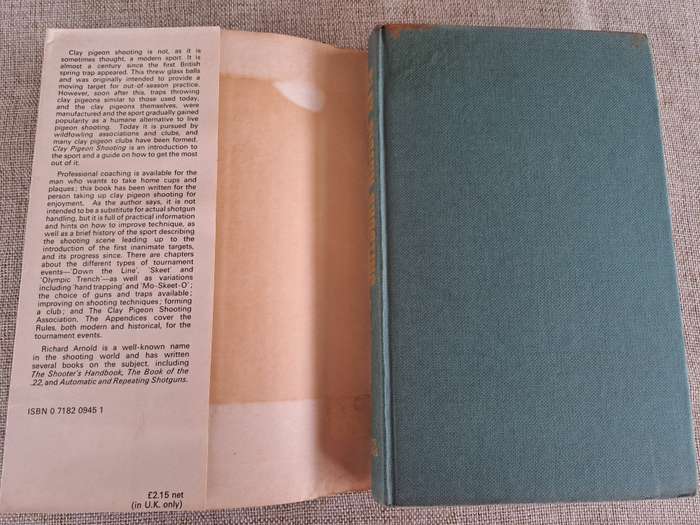 Clay pigeon shooting is not, as it is
sometimes thought, a modern sport. It is
almost a century since the first British
spring trap appeared. This threw glass balls
and was originally intended to provide a
moving target for out-of-season practice.
However, soon after this, traps throwing
clay pigeons similar to those used today,
and the clay pigeons themselves, were
manufactured and the sport gradually gained
popularity as a humane alternative to live
pigeon shooting. Today it is pursued by
wildfowling associations and clubs, and
many clay pigeon clubs have been formed.
Clay Pigeon Shooting is an introduction to
the sport and a guide on how to get the most
out of it.
Professional coaching is available for the
man who wants to take home cups and
plaques; this book has been written for the
person taking up clay pigeon shooting for
enjoyment. As the author says, it is not
intended to be a substitute for actual shotgun
handling, but it is full of practical information
and hints on how to improve technique, as
well as a brief history of the sport describing
the shooting scene leading up to the
introduction of the first inanimate targets,
and its progress since. There are chapters
about the different types of tournament
events—'Down the Line', 'Skeet' and
'Olympic Trench'—as well as variations
including 'hand trapping' and 'Mo-Skeet-O';
the choice of guns and traps available;
improving on shooting techniques; forming
a club; and The Clay Pigeon Shooting
Association. The Appendices cover the
Rules, both modern and historical, for the
tournament events.
Richard Arnold is a well-known name
in the shooting world and has written
several books on the subject, including
The Shooter's Handbook, The Book of the
.22, and Automatic and Repeating Shotguns.
ISBN 0 7182 0945 1
£2.15 net
(in U.K. only)